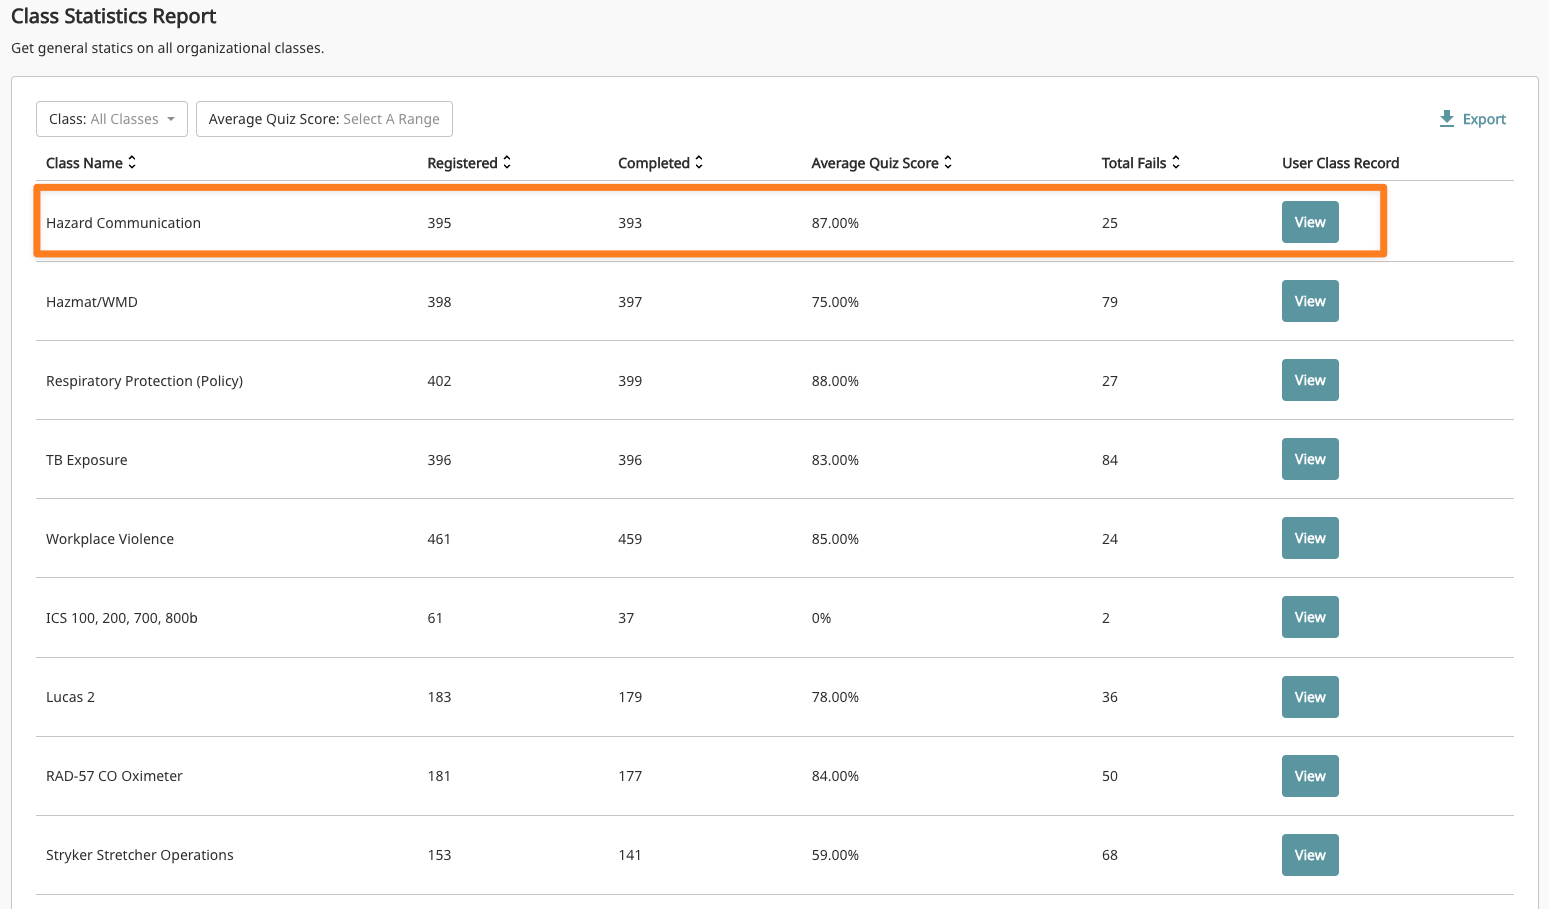 Class Statistics Report
Get general statics on all organizational classes.
Class: All Classes Average Quiz Score: Select A Range Export
Class Name Registered Completed Average Quiz Score Total Fails User Class Record
Hazard Communication 395 393 87.00% 25 View
Hazmat/WMD 398 397 75.00% 79 View
Respiratory Protection (Policy) 402 399 88.00% 27 View
TB Exposure 396 396 83.00% 84 View
Workplace Violence 461 459 85.00% 24 View
ICS 100, 200, 700, 800b 61 37 0% 2 View
Lucas 2 183 179 78.00% 36 View
RAD-57 CO Oximeter 181 177 84.00% 50 View
Stryker Stretcher Operations 153 141 59.00% 68 View